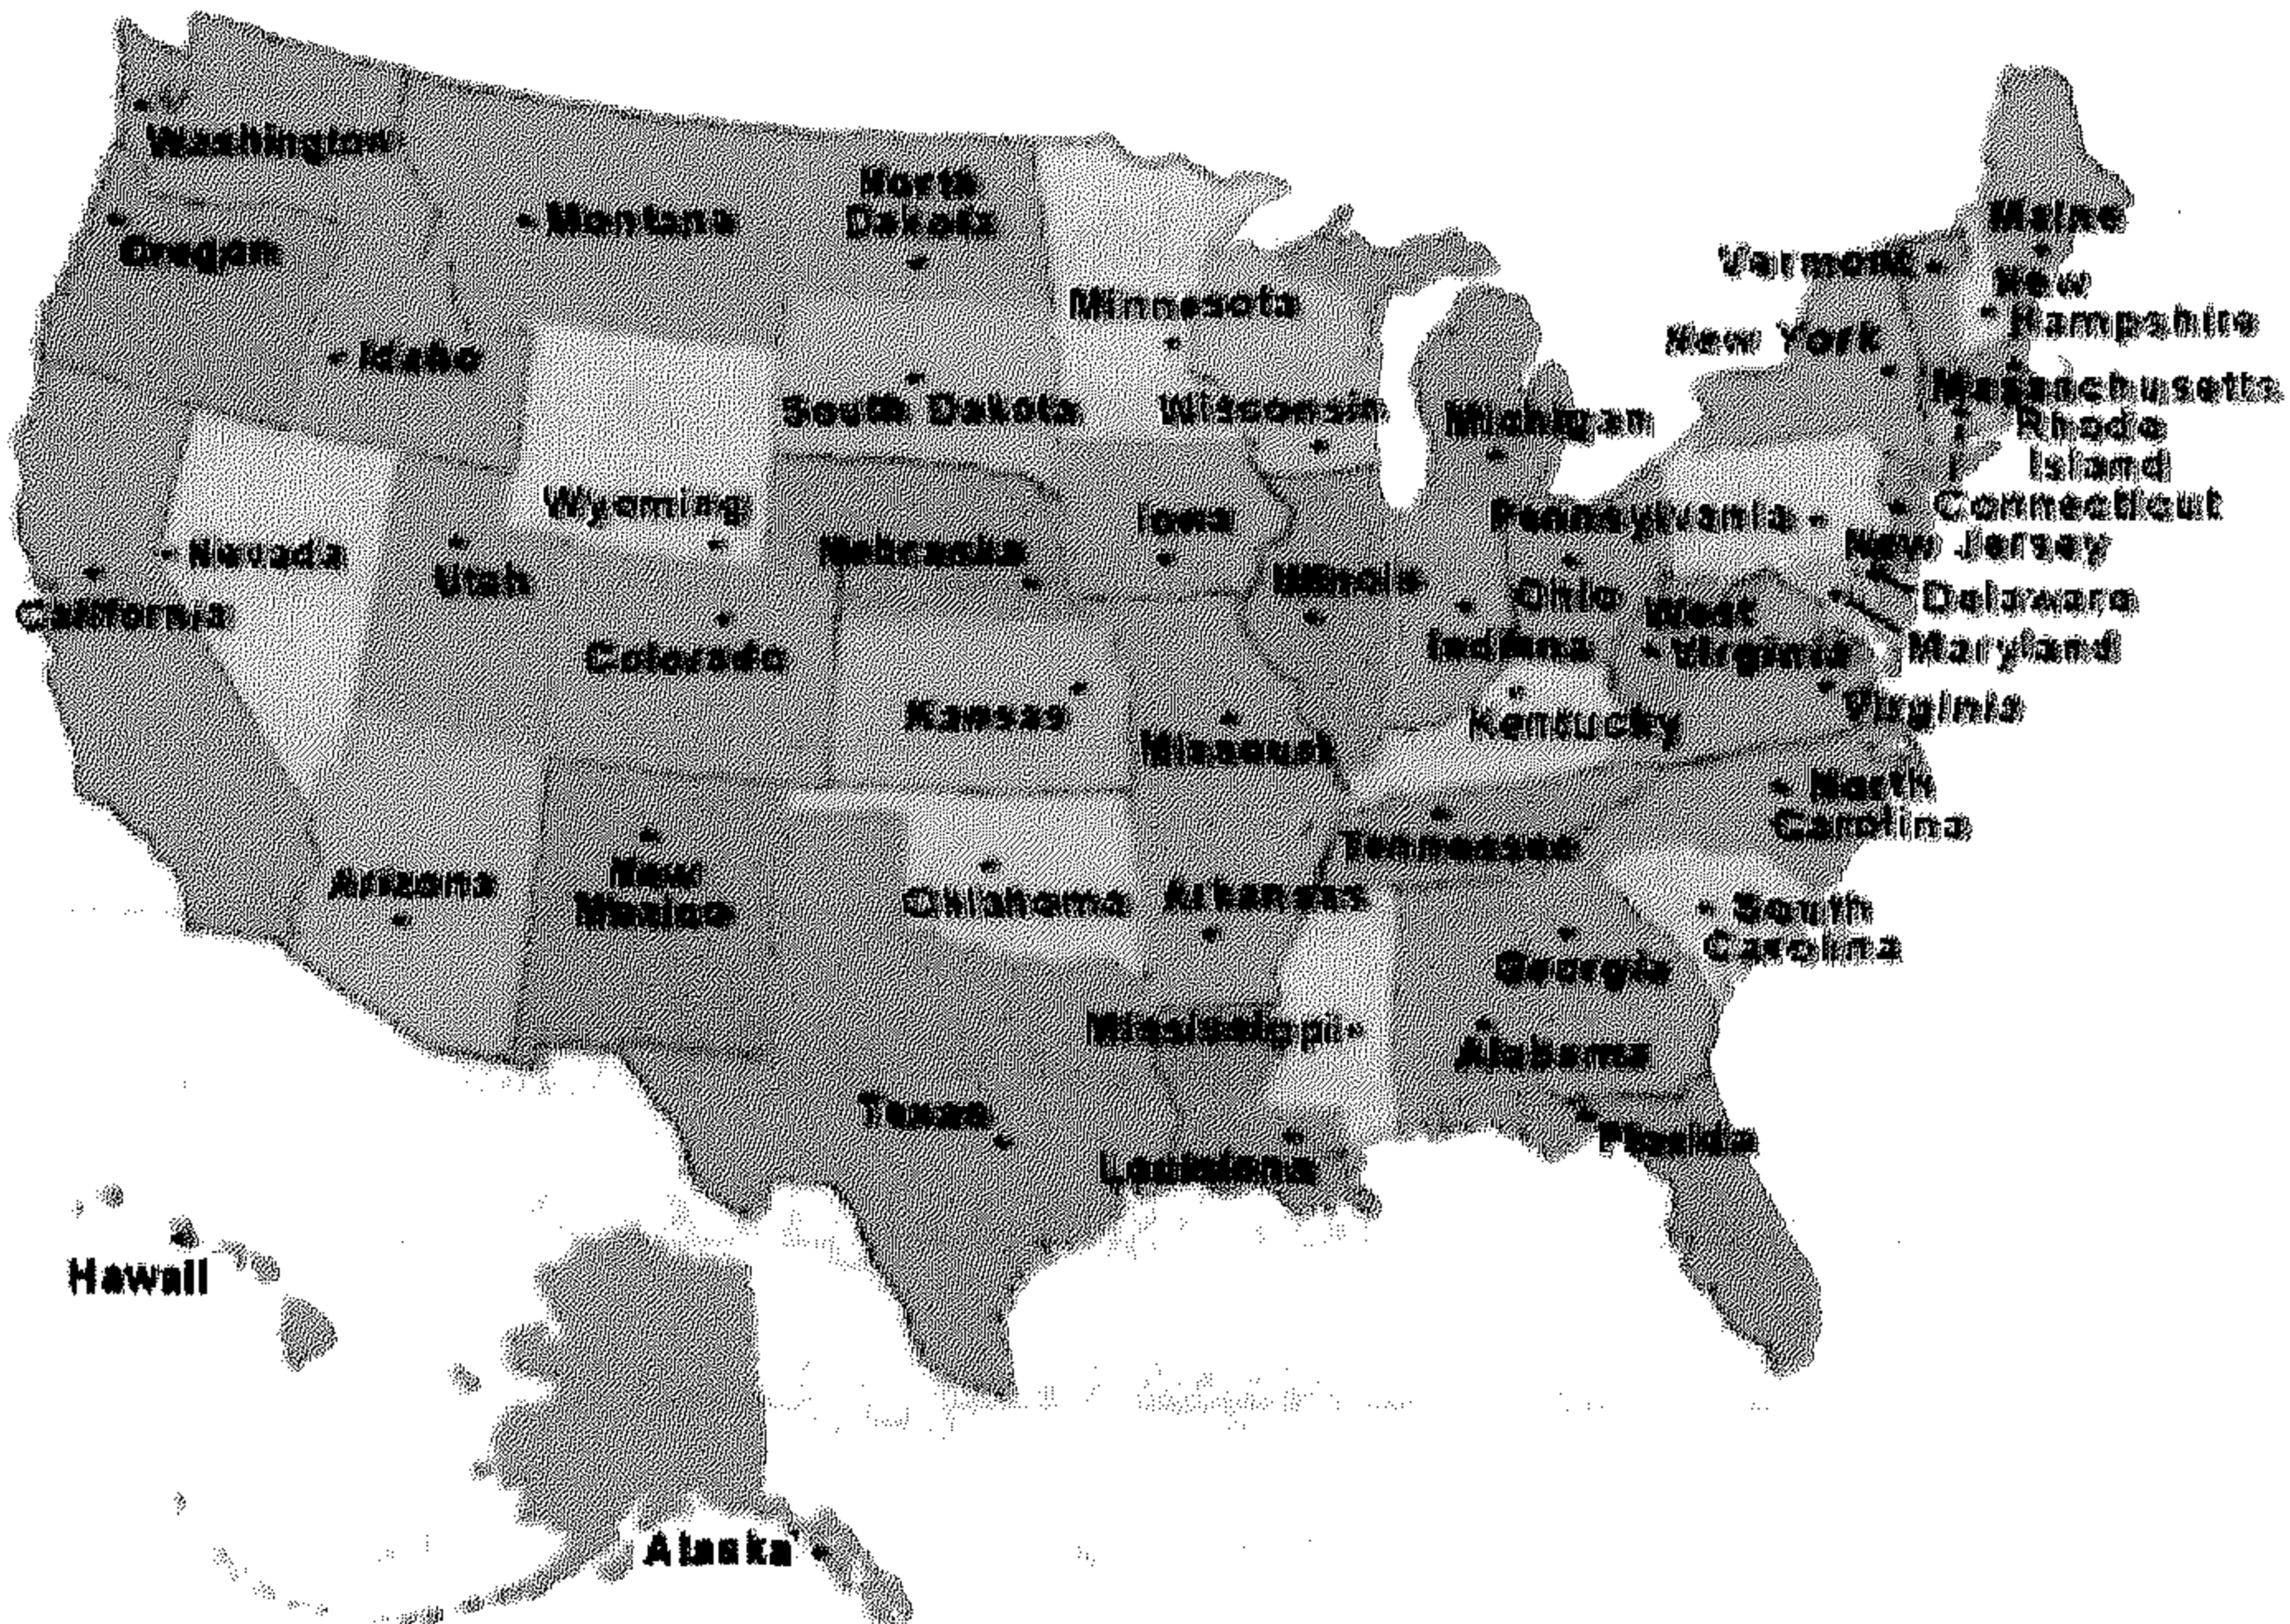 Washington
Oregon
Montana
North
Dakota
Idaho
Minnesota
Maine
Vermont
New
Hampshire
New York
Massachusetts
Rhode
Island
Connecticut
South Dakota
Wisconsin
Michigan
Wyoming
Nevada
Utah
Nebraska
Iowa
Pennsylvania
New Jersey
California
Colorado
Illinois
Ohio
Indiana
West
Virginia
Delaware
Maryland
Virginia
Kansas
Missouri
Kentucky
North
Carolina
Tennessee
Arizona
New
Mexico
Oklahoma
Arkansas
South
Carolina
Georgia
Mississippi
Alabama
Texas
Louisiana
Florida
Hawaii
Alaska